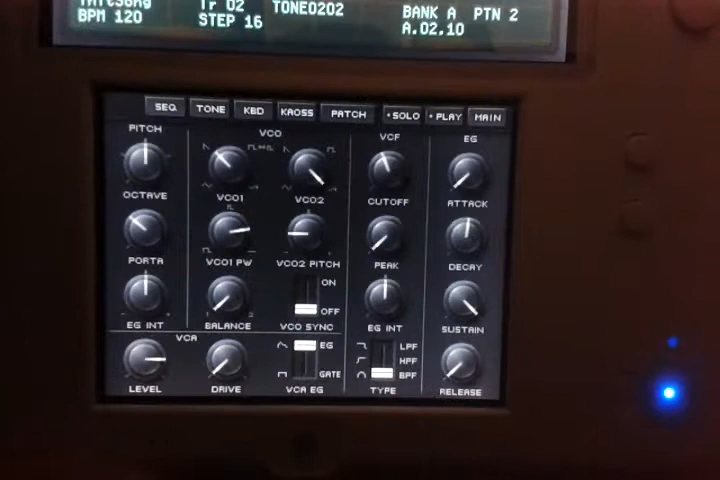 BPM 120
Tr 02
STEP 16
TONE0202
BANK A PTN 2
A.02.10
SEQ TONE KBD KAOSS PATCH SOLO PLAY MAIN
PITCH
VCO
VCF
EG
OCTAVE
VCO1
VCO2
CUTOFF
ATTACK
PORTA
VCO1 PW
VCO2 PITCH
PEAK
DECAY
ON
OFF
EG INT
BALANCE
VCO SYNC
EG INT
SUSTAIN
VCA
EG
GATE
LPF
HPF
BPF
LEVEL
DRIVE
VCA EG
TYPE
RELEASE